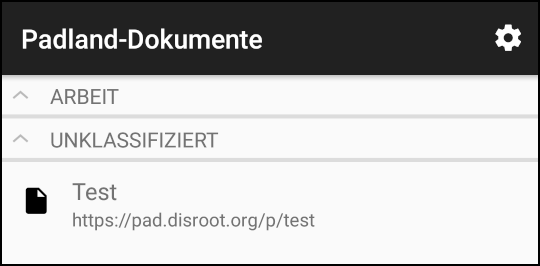 Padland-Dokumente
ARBEIT
UNKLASSIFIZIERT
Test
https://pad.disroot.org/p/test